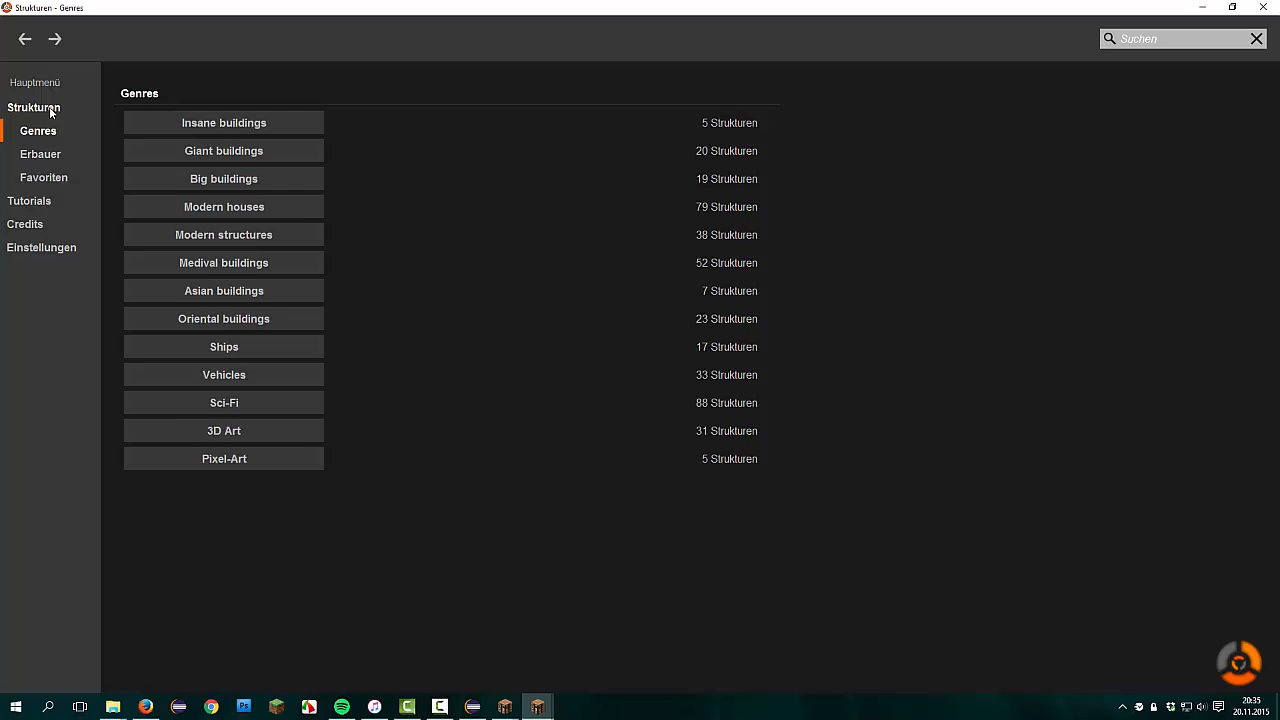 Strukturen - Genres
Suchen
Hauptmenü
Strukturen
Genres
Erbauer
Favoriten
Tutorials
Credits
Einstellungen
Genres
Insane buildings 5 Strukturen
Giant buildings 20 Strukturen
Big buildings 19 Strukturen
Modern houses 79 Strukturen
Modern structures 38 Strukturen
Medival buildings 52 Strukturen
Asian buildings 7 Strukturen
Oriental buildings 23 Strukturen
Ships 17 Strukturen
Vehicles 33 Strukturen
Sci-Fi 88 Strukturen
3D Art 31 Strukturen
Pixel-Art 5 Strukturen
20:35
20.11.2015